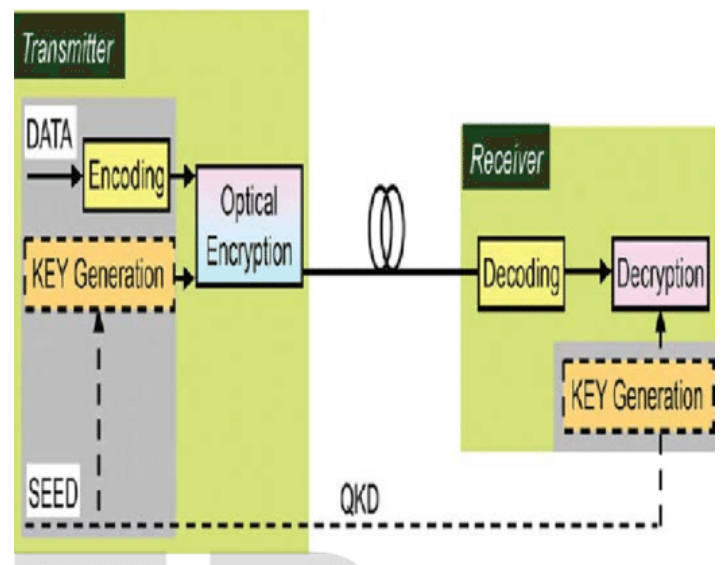 Transmitter
DATA
Encoding
Optical
Encryption
KEY Generation
SEED
QKD
Receiver
Decoding
Decryption
KEY Generation